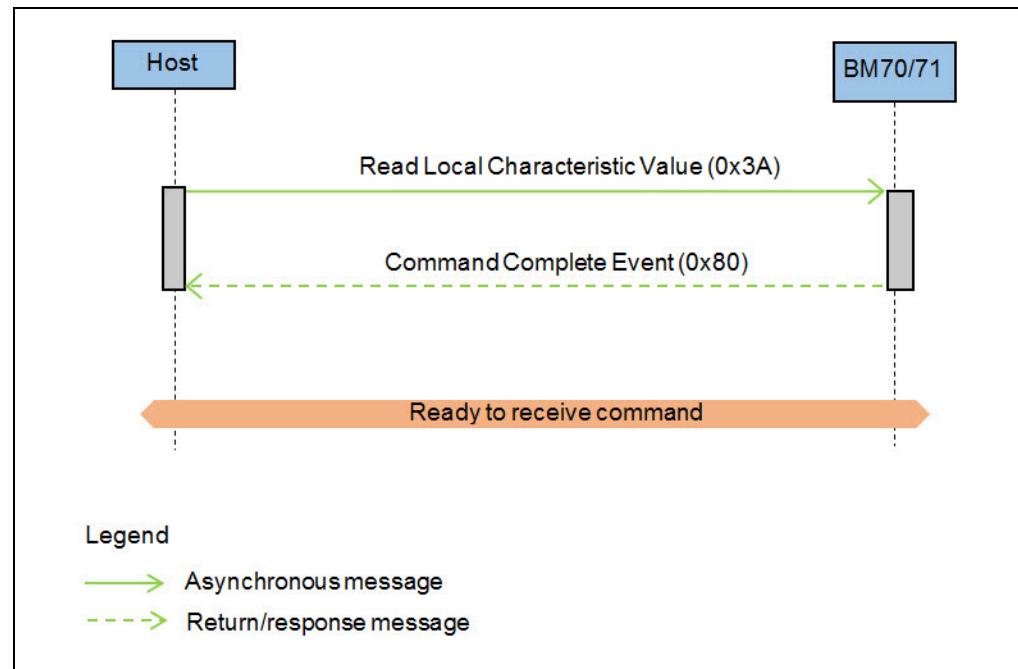 Host
BM70/71
Read Local Characteristic Value (0x3A)
Command Complete Event (0x80)
Ready to receive command
Legend
Asynchronous message
Return/response message